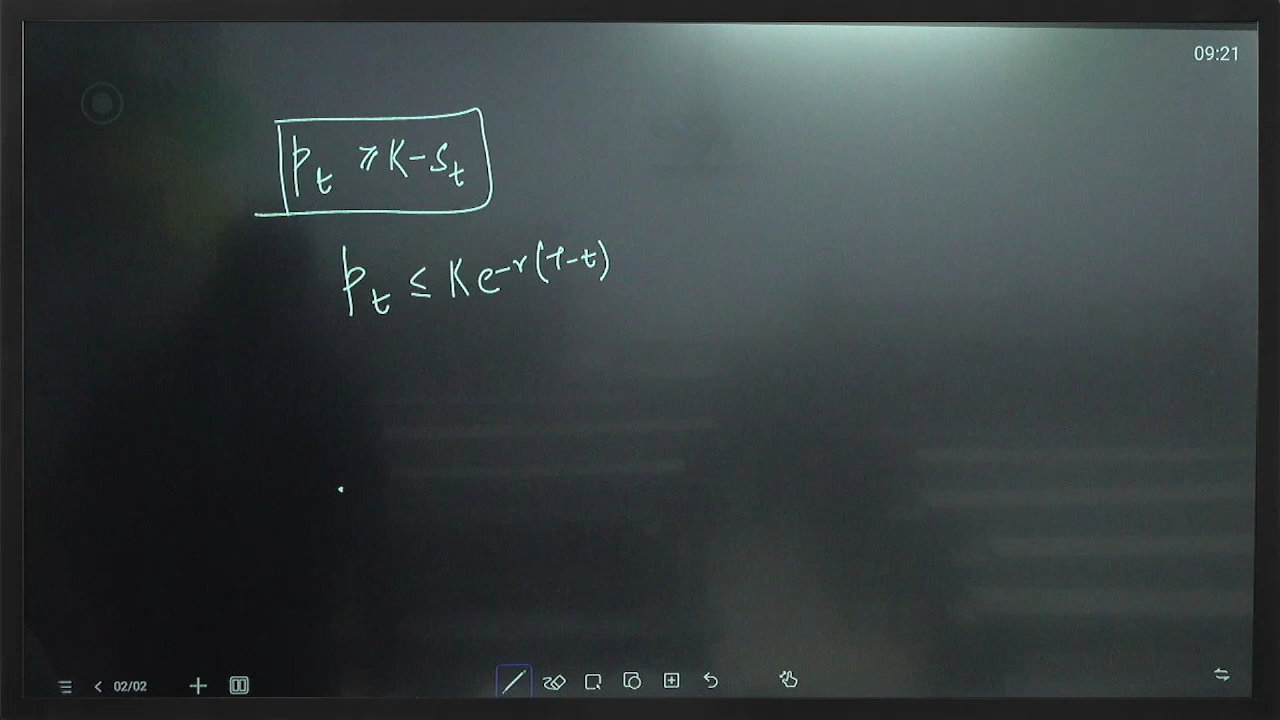 09:21
p_t ≥ K - S_t
p_t ≤ K e^{-r(T-t)}
02/02